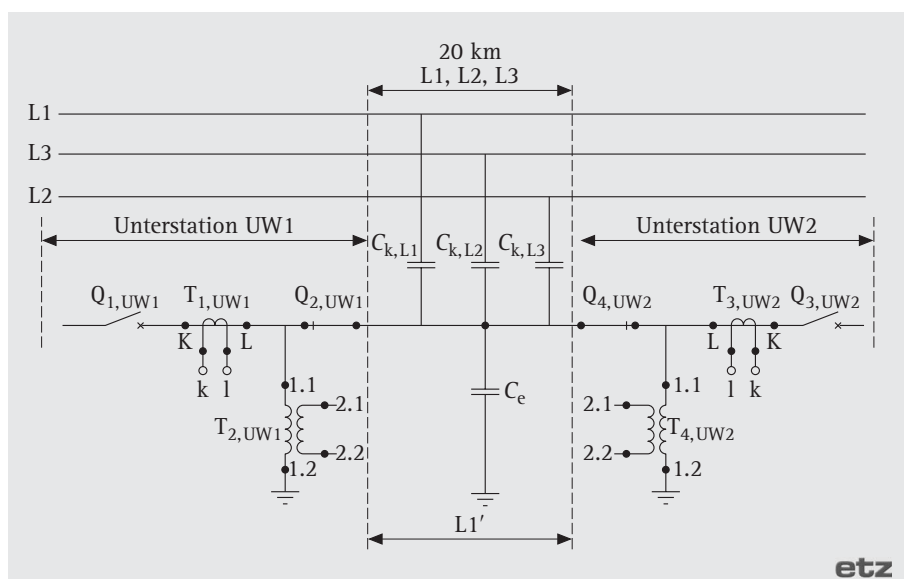 20 km
L1, L2, L3
L1
L3
L2
Unterstation UW1
Unterstation UW2
Ck,L1
Ck,L2
Ck,L3
Q1,UW1
T1,UW1
Q2,UW1
Q4,UW2
T3,UW2
Q3,UW2
K
L
L
K
k
l
l
k
1.1
2.1
T2,UW1
2.2
1.2
Ce
1.1
2.1
T4,UW2
2.2
1.2
L1′
etz